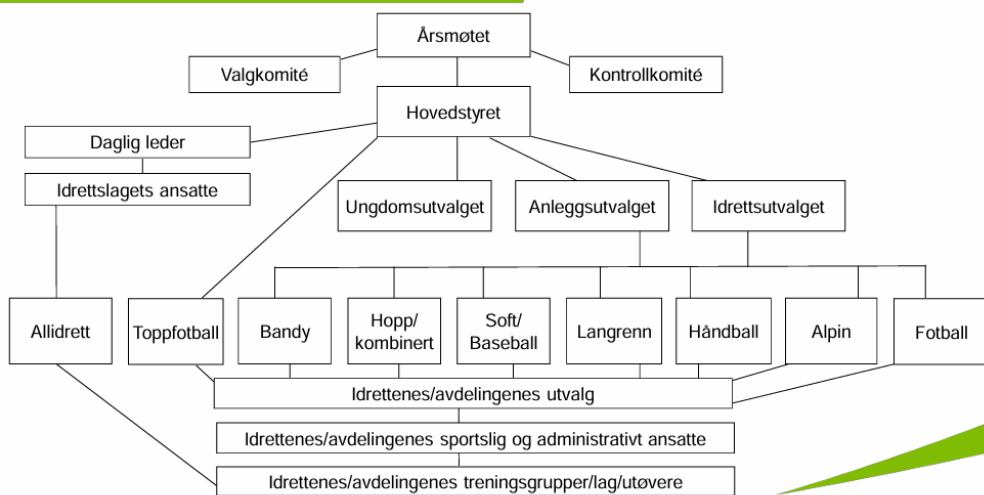 Årsmøtet
Valgkomité
Kontrollkomité
Hovedstyret
Daglig leder
Idrettslagets ansatte
Ungdomsutvalget
Anleggsutvalget
Idrettsutvalget
Allidrett
Toppfotball
Bandy
Hopp/
kombinert
Soft/
Baseball
Langrenn
Håndball
Alpin
Fotball
Idrettenes/avdelingenes utvalg
Idrettenes/avdelingenes sportslig og administrativt ansatte
Idrettenes/avdelingenes treningsgrupper/lag/utøvere